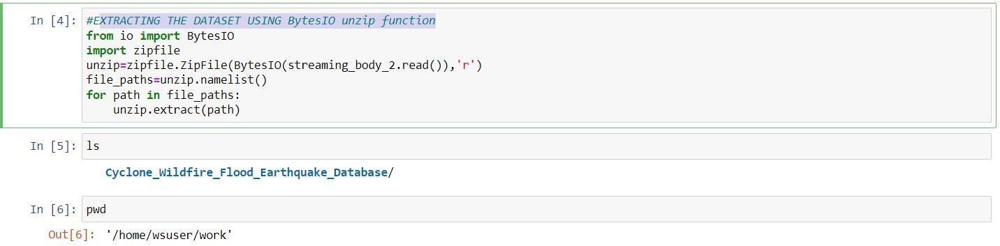 In [4]: #EXTRACTING THE DATASET USING BytesIO unzip function
from io import BytesIO
import zipfile
unzip=zipfile.ZipFile(BytesIO(streaming_body_2.read()),'r')
file_paths=unzip.namelist()
for path in file_paths:
    unzip.extract(path)
In [5]: ls
Cyclone_Wildfire_Flood_Earthquake_Database/
In [6]: pwd
Out[6]: '/home/wsuser/work'